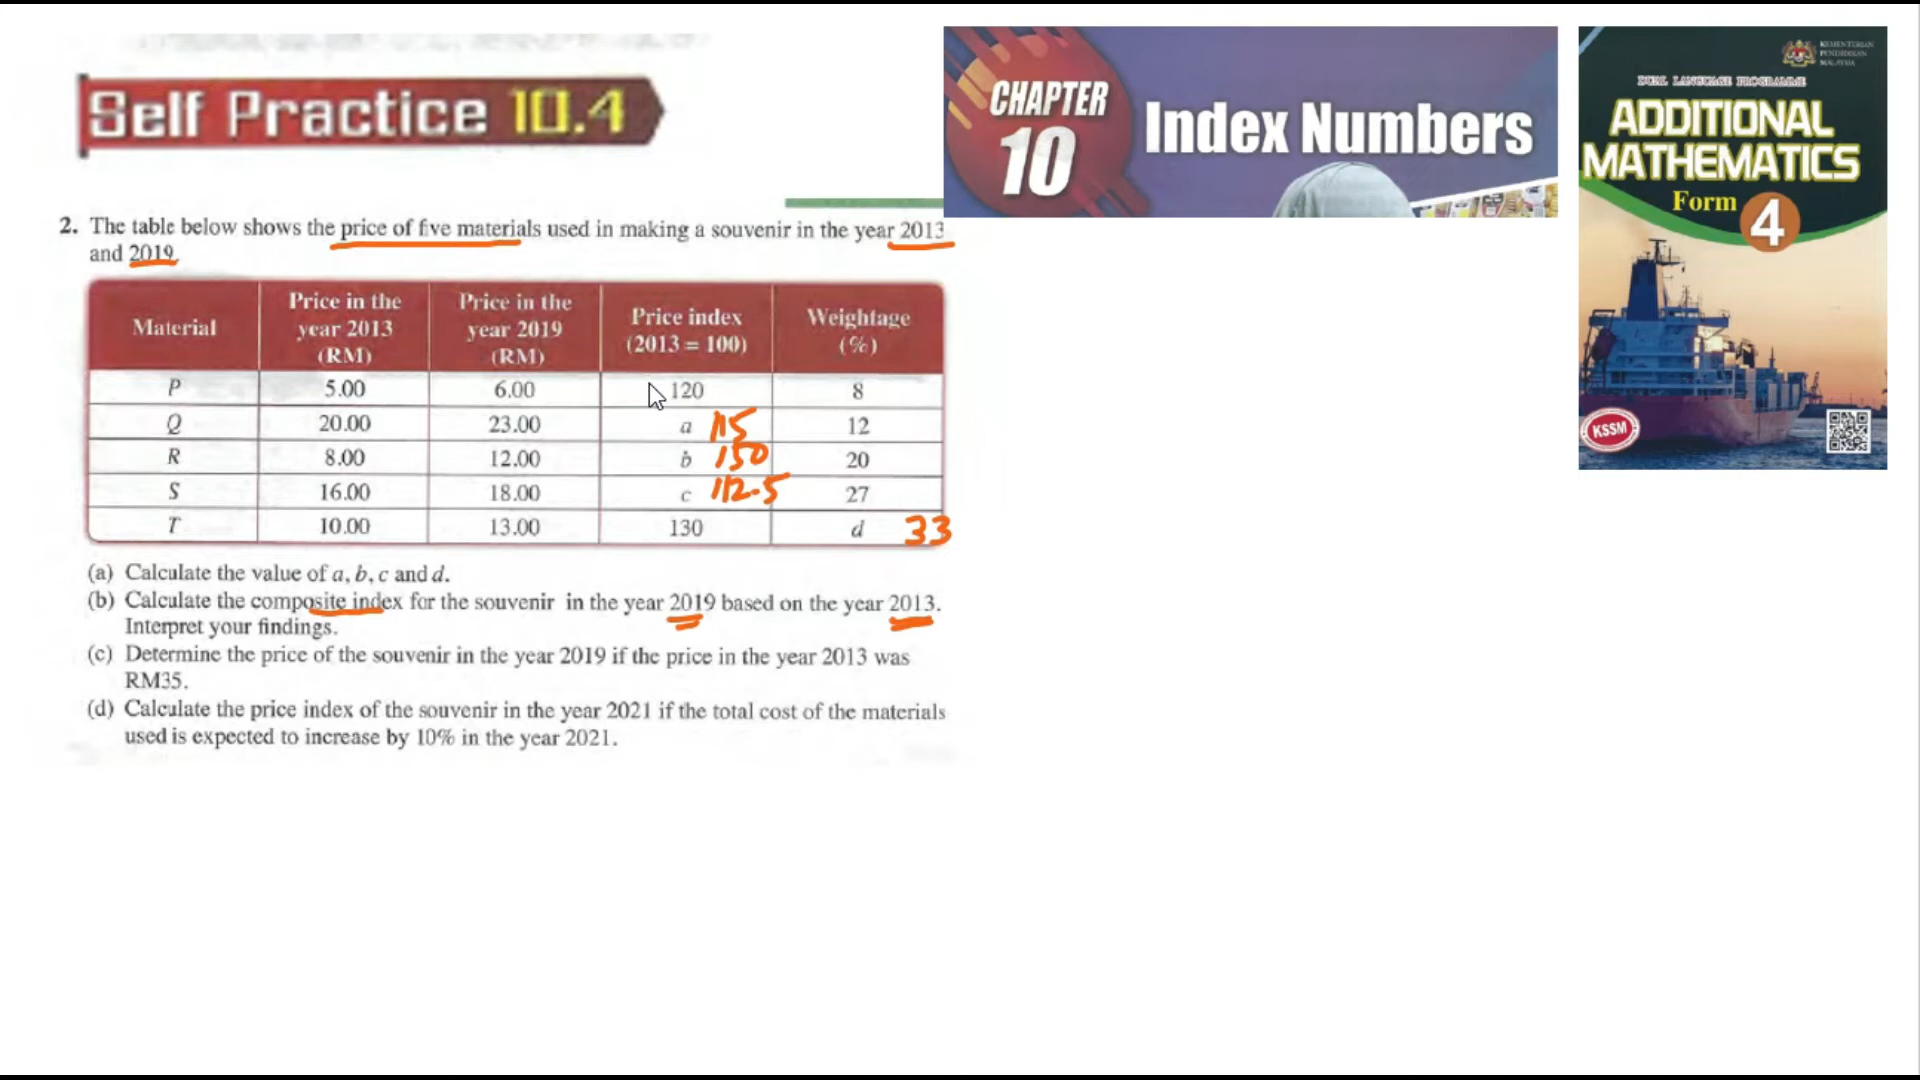 Self Practice 10.4
CHAPTER
10
Index Numbers
KEMENTERIAN
PENDIDIKAN
MALAYSIA
DUAL LANGUAGE PROGRAMME
ADDITIONAL
MATHEMATICS
Form 4
KSSM
2. The table below shows the price of five materials used in making a souvenir in the year 2013
and 2019.
Material | Price in the year 2013 (RM) | Price in the year 2019 (RM) | Price index (2013 = 100) | Weightage (%)
P 5.00 6.00 120 8
Q 20.00 23.00 a 115 12
R 8.00 12.00 b 150 20
S 16.00 18.00 c 112.5 27
T 10.00 13.00 130 d 33
(a) Calculate the value of a, b, c and d.
(b) Calculate the composite index for the souvenir in the year 2019 based on the year 2013.
Interpret your findings.
(c) Determine the price of the souvenir in the year 2019 if the price in the year 2013 was
RM35.
(d) Calculate the price index of the souvenir in the year 2021 if the total cost of the materials
used is expected to increase by 10% in the year 2021.